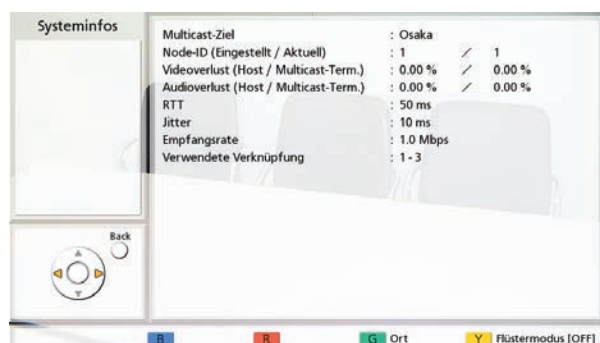 Systeminfos
Multicast-Ziel : Osaka
Node-ID (Eingestellt / Aktuell) : 1 / 1
Videoverlust (Host / Multicast-Term.) : 0.00 % / 0.00 %
Audioverlust (Host / Multicast-Term.) : 0.00 % / 0.00 %
RTT : 50 ms
Jitter : 10 ms
Empfangsrate : 1.0 Mbps
Verwendete Verknüpfung : 1 - 3
Back
B R G Ort Y Flüstermodus [OFF]